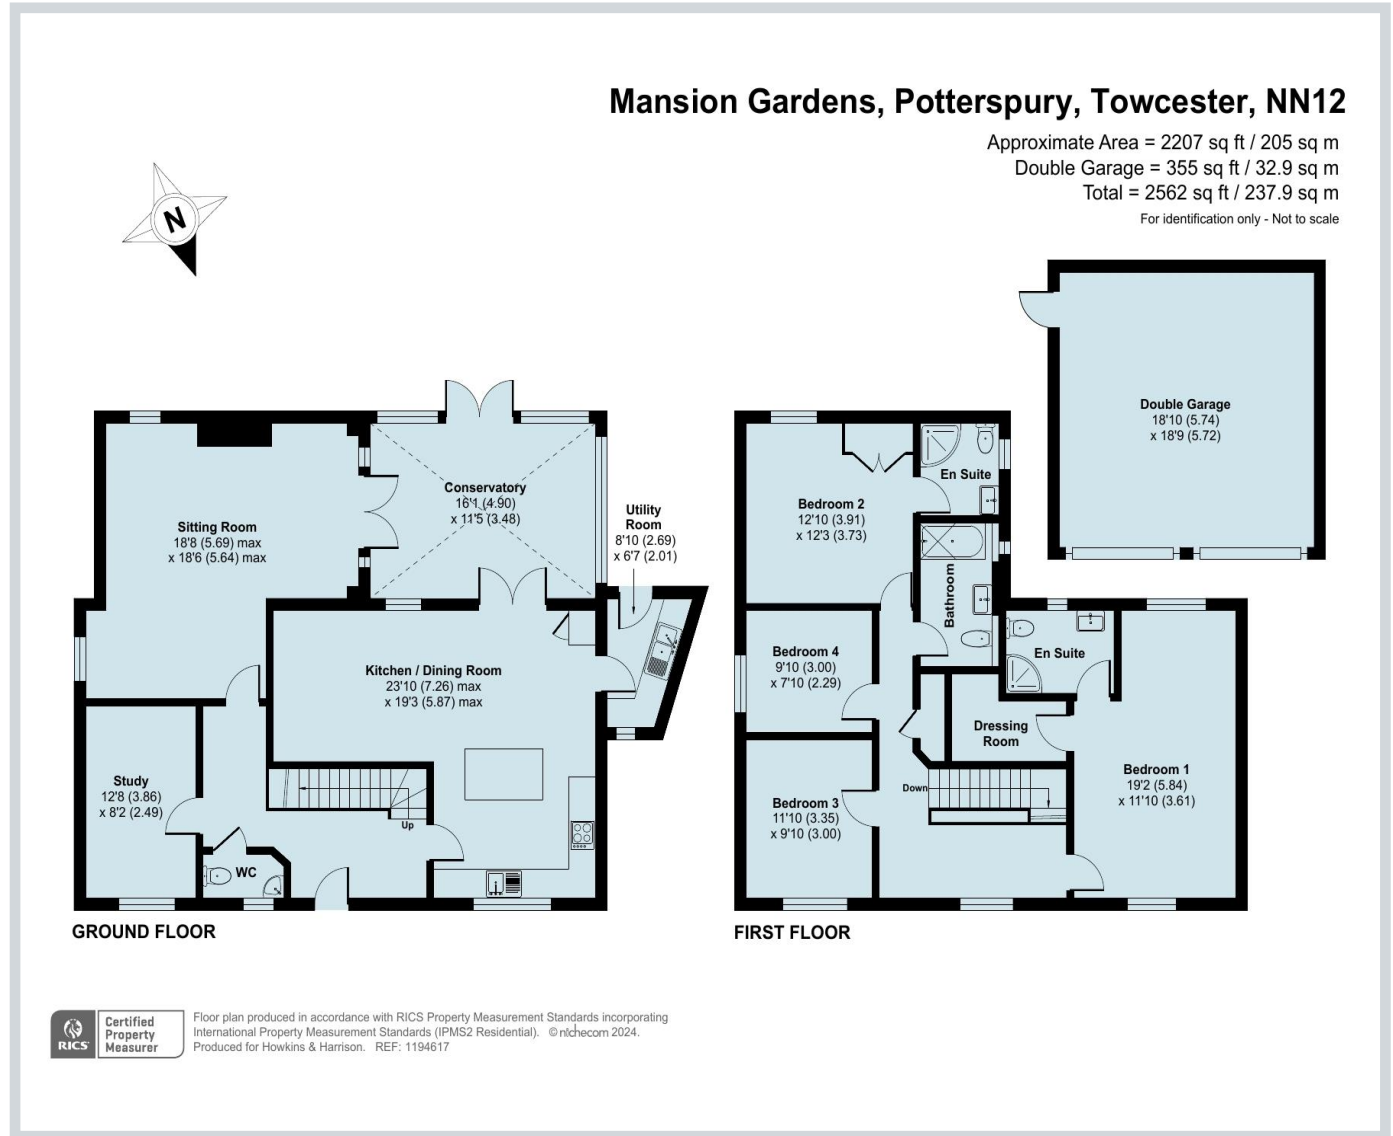 Mansion Gardens, Potterspury, Towcester, NN12
Approximate Area = 2207 sq ft / 205 sq m
Double Garage = 355 sq ft / 32.9 sq m
Total = 2562 sq ft / 237.9 sq m
For identification only - Not to scale
N
Double Garage
18'10 (5.74)
x 18'9 (5.72)
Conservatory
16'1 (4.90)
x 11'5 (3.48)
Utility
Room
8'10 (2.69)
x 6'7 (2.01)
Sitting Room
18'8 (5.69) max
x 18'6 (5.64) max
Kitchen / Dining Room
23'10 (7.26) max
x 19'3 (5.87) max
Study
12'8 (3.86)
x 8'2 (2.49)
Up
WC
GROUND FLOOR
En Suite
Bedroom 2
12'10 (3.91)
x 12'3 (3.73)
Bathroom
Bedroom 4
9'10 (3.00)
x 7'10 (2.29)
En Suite
Dressing
Room
Bedroom 1
19'2 (5.84)
x 11'10 (3.61)
Down
Bedroom 3
11'10 (3.35)
x 9'10 (3.00)
FIRST FLOOR
RICS
Certified
Property
Measurer
Floor plan produced in accordance with RICS Property Measurement Standards incorporating
International Property Measurement Standards (IPMS2 Residential). © nichecom 2024.
Produced for Howkins & Harrison. REF: 1194617